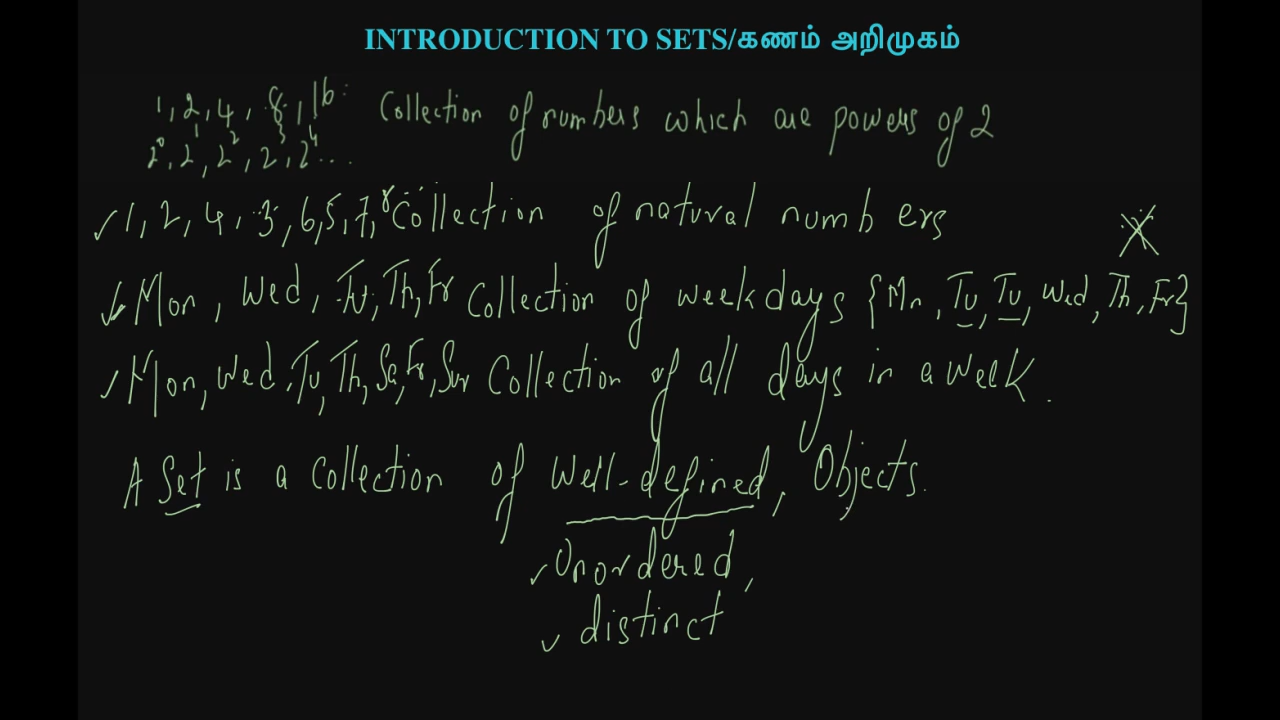 INTRODUCTION TO SETS/கணம் அறிமுகம்
1, 2, 4, 8, 16. Collection of numbers which are powers of 2
2⁰, 2¹, 2², 2³, 2⁴...
✓1, 2, 4, 3, 6, 5, 7, 8... Collection of natural numbers
✓Mon, Wed, Tu, Th, Fr Collection of weekdays {Mn, Tu, Tu, Wed, Th, Fr} X
✓Mon, Wed, Tu, Th, Sa, Fr, Sun Collection of all days in a week.
A Set is a collection of well-defined, Objects.
✓Unordered,
✓distinct